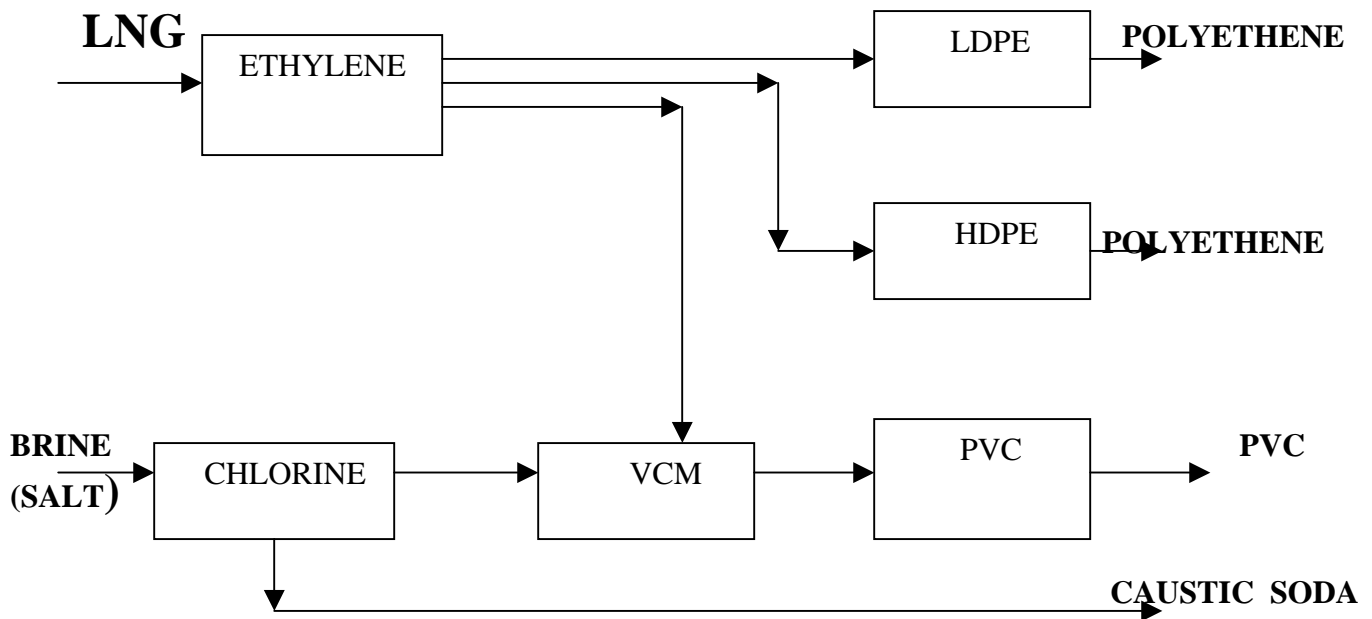 LNG
ETHYLENE
LDPE
POLYETHENE
HDPE
POLYETHENE
BRINE
(SALT)
CHLORINE
VCM
PVC
PVC
CAUSTIC SODA